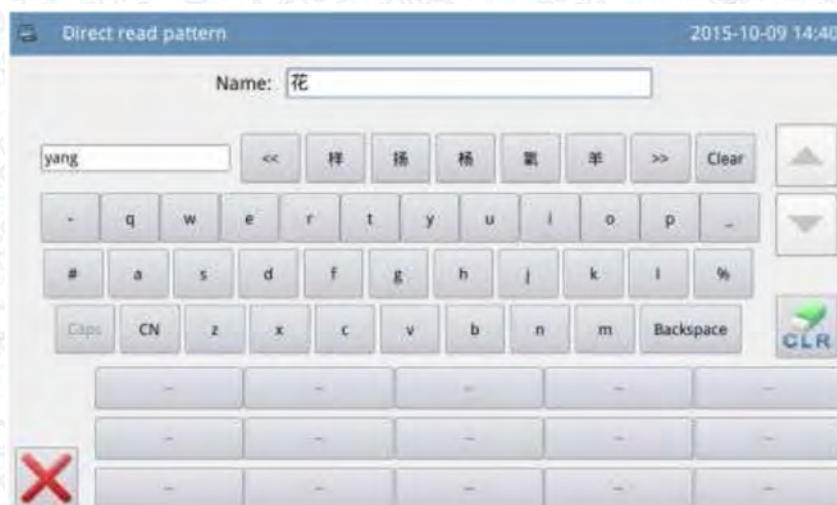 Direct read pattern 2015-10-09 14:40
Name: 花
yang << 样 扬 杨 氧 羊 >> Clear
- q w e r t y u i o p _
# a s d f g h j k l %
Caps CN z x c v b n m Backspace
CLR
-- -- -- -- --
-- -- -- -- --
-- -- -- -- --